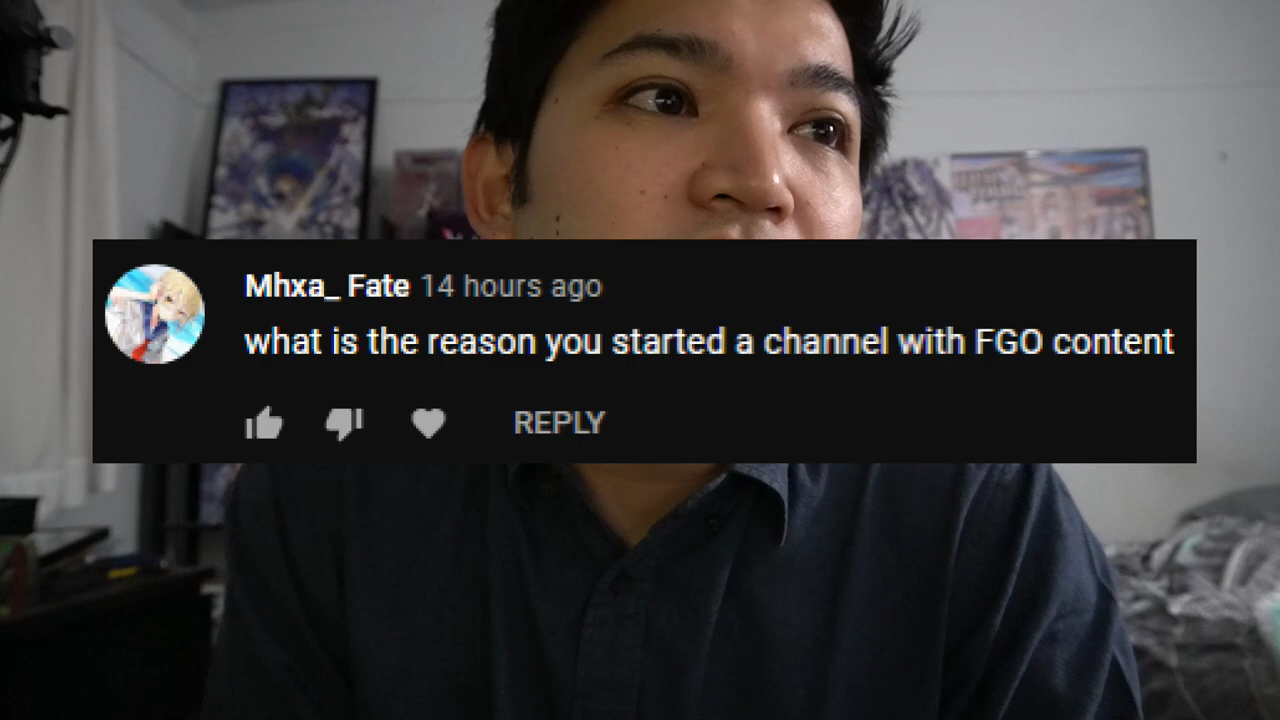 Mhxa_ Fate 14 hours ago
what is the reason you started a channel with FGO content
REPLY